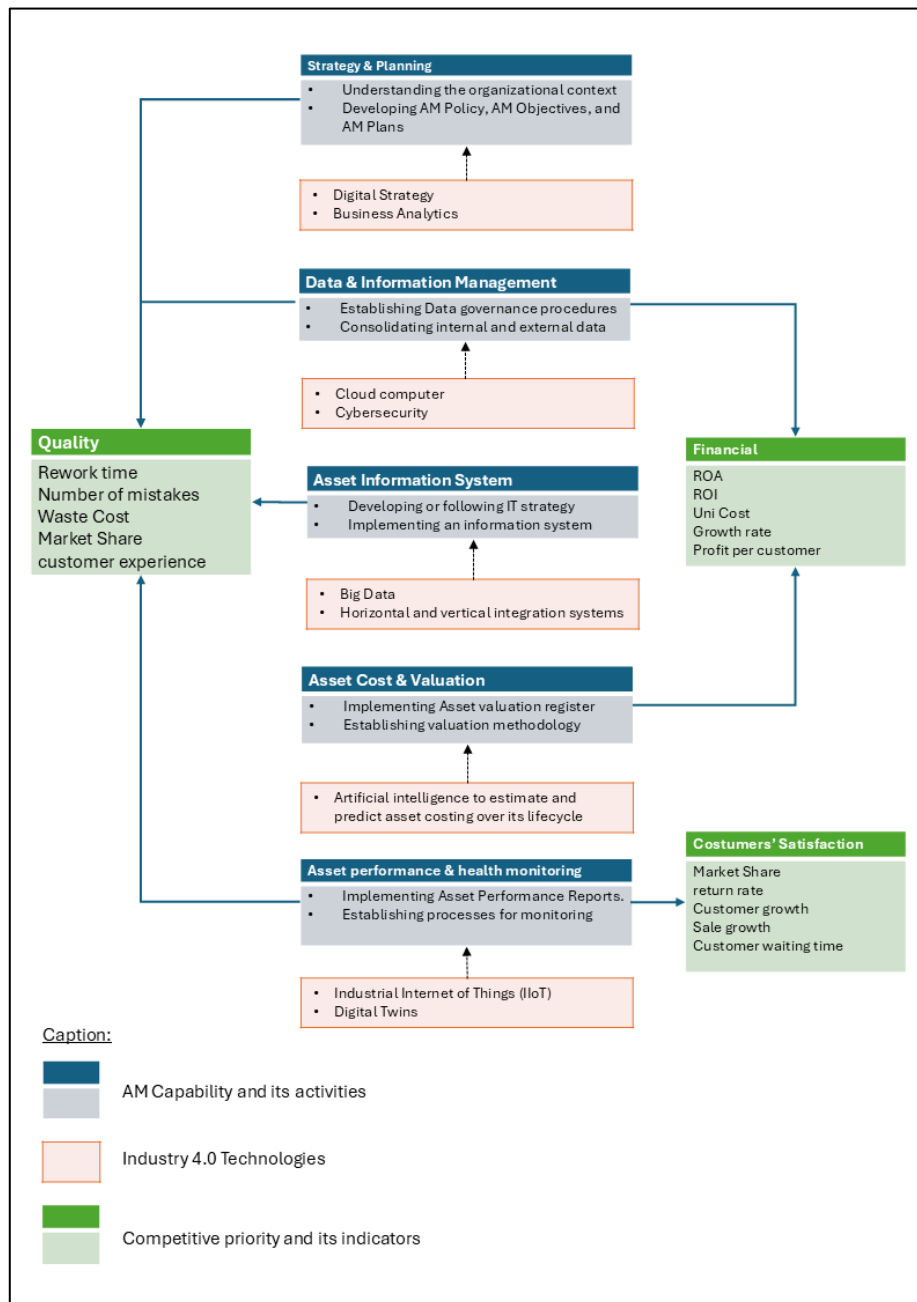 Strategy & Planning
• Understanding the organizational context
• Developing AM Policy, AM Objectives, and
AM Plans
• Digital Strategy
• Business Analytics
Data & Information Management
• Establishing Data governance procedures
• Consolidating internal and external data
• Cloud computer
• Cybersecurity
Quality
Rework time
Number of mistakes
Waste Cost
Market Share
customer experience
Financial
ROA
ROI
Uni Cost
Growth rate
Profit per customer
Asset Information System
• Developing or following IT strategy
• Implementing an information system
• Big Data
• Horizontal and vertical integration systems
Asset Cost & Valuation
• Implementing Asset valuation register
• Establishing valuation methodology
• Artificial intelligence to estimate and
predict asset costing over its lifecycle
Asset performance & health monitoring
• Implementing Asset Performance Reports.
• Establishing processes for monitoring
Costumers' Satisfaction
Market Share
return rate
Customer growth
Sale growth
Customer waiting time
• Industrial Internet of Things (IIoT)
• Digital Twins
Caption:
AM Capability and its activities
Industry 4.0 Technologies
Competitive priority and its indicators